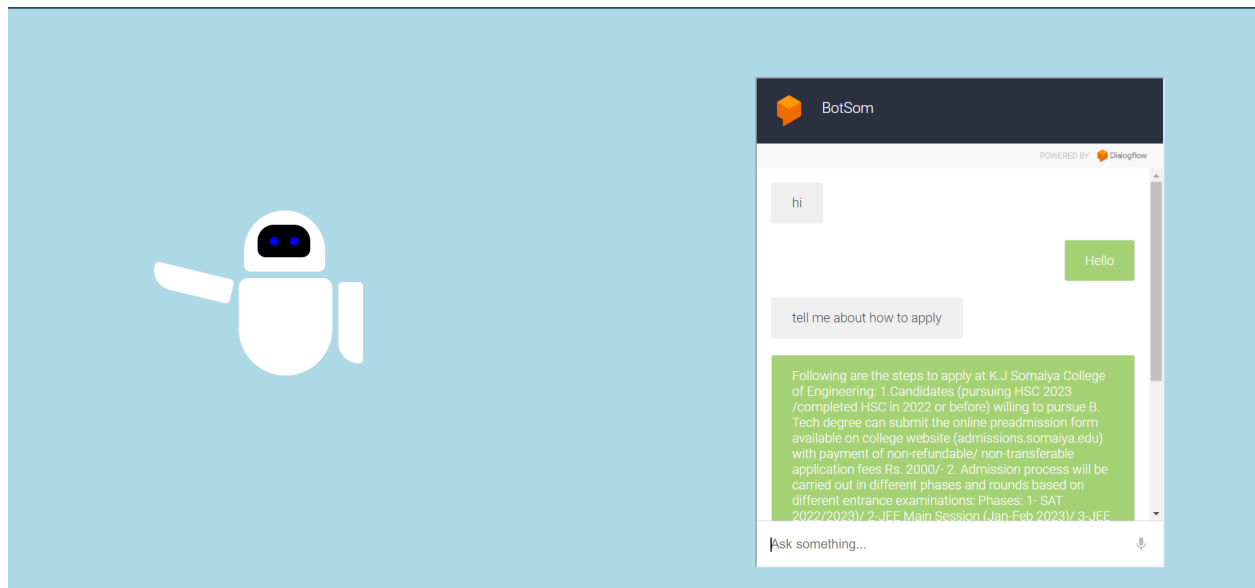 BotSom
POWERED BY Dialogflow
hi
Hello
tell me about how to apply
Following are the steps to apply at K.J Somaiya College
of Engineering: 1.Candidates (pursuing HSC 2023
/completed HSC in 2022 or before) willing to pursue B.
Tech degree can submit the online preadmission form
available on college website (admissions.somaiya.edu)
with payment of non-refundable/ non-transferable
application fees Rs. 2000/- 2. Admission process will be
carried out in different phases and rounds based on
different entrance examinations: Phases: 1- SAT
2022/2023)/ 2-JEE Main Session (Jan-Feb 2023)/ 3-JEE
Ask something...